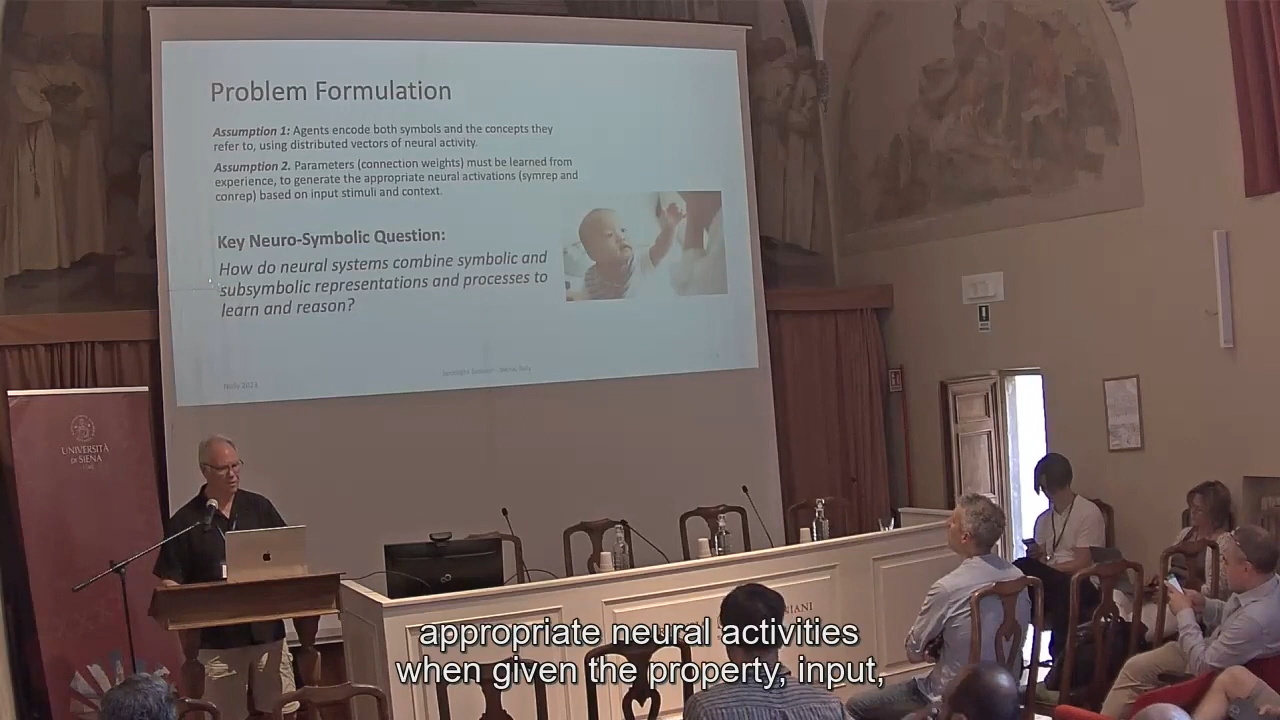 Problem Formulation
Assumption 1: Agents encode both symbols and the concepts they
refer to, using distributed vectors of neural activity.
Assumption 2. Parameters (connection weights) must be learned from
experience, to generate the appropriate neural activations (symrep and
conrep) based on input stimuli and context.
Key Neuro-Symbolic Question:
How do neural systems combine symbolic and
subsymbolic representations and processes to
learn and reason?
UNIVERSITÀ
DI SIENA
appropriate neural activities
when given the property, input,